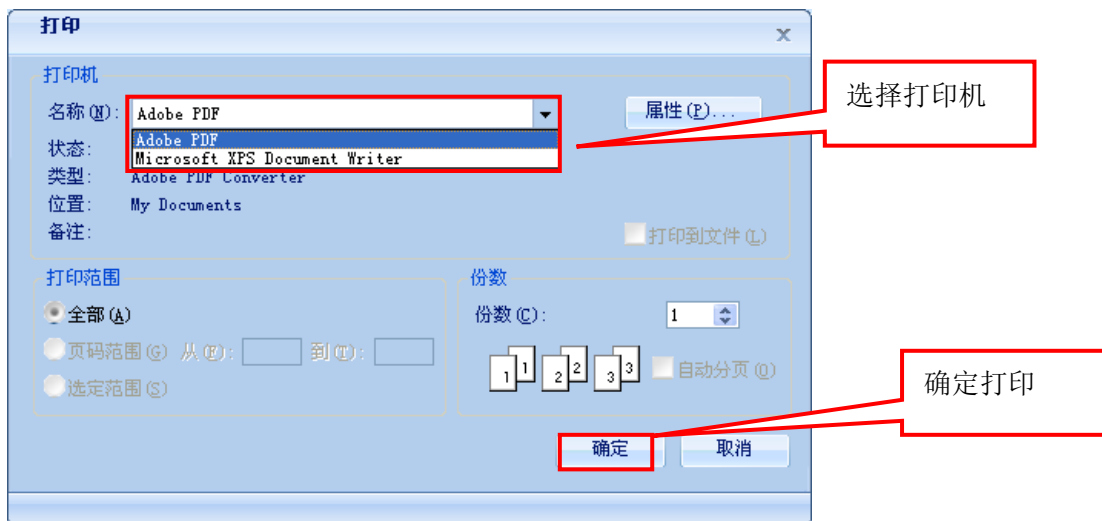 打印
x
打印机
选择打印机
名称(N): Adobe PDF
属性(P)...
Adobe PDF
Microsoft XPS Document Writer
状态:
类型: Adobe PDF Converter
位置: My Documents
备注:
打印到文件(L)
打印范围
份数
全部(A)
份数(C): 1
页码范围(G) 从(F): 到(T):
1 1 2 2 3 3
自动分页(O)
选定范围(S)
确定打印
确定
取消